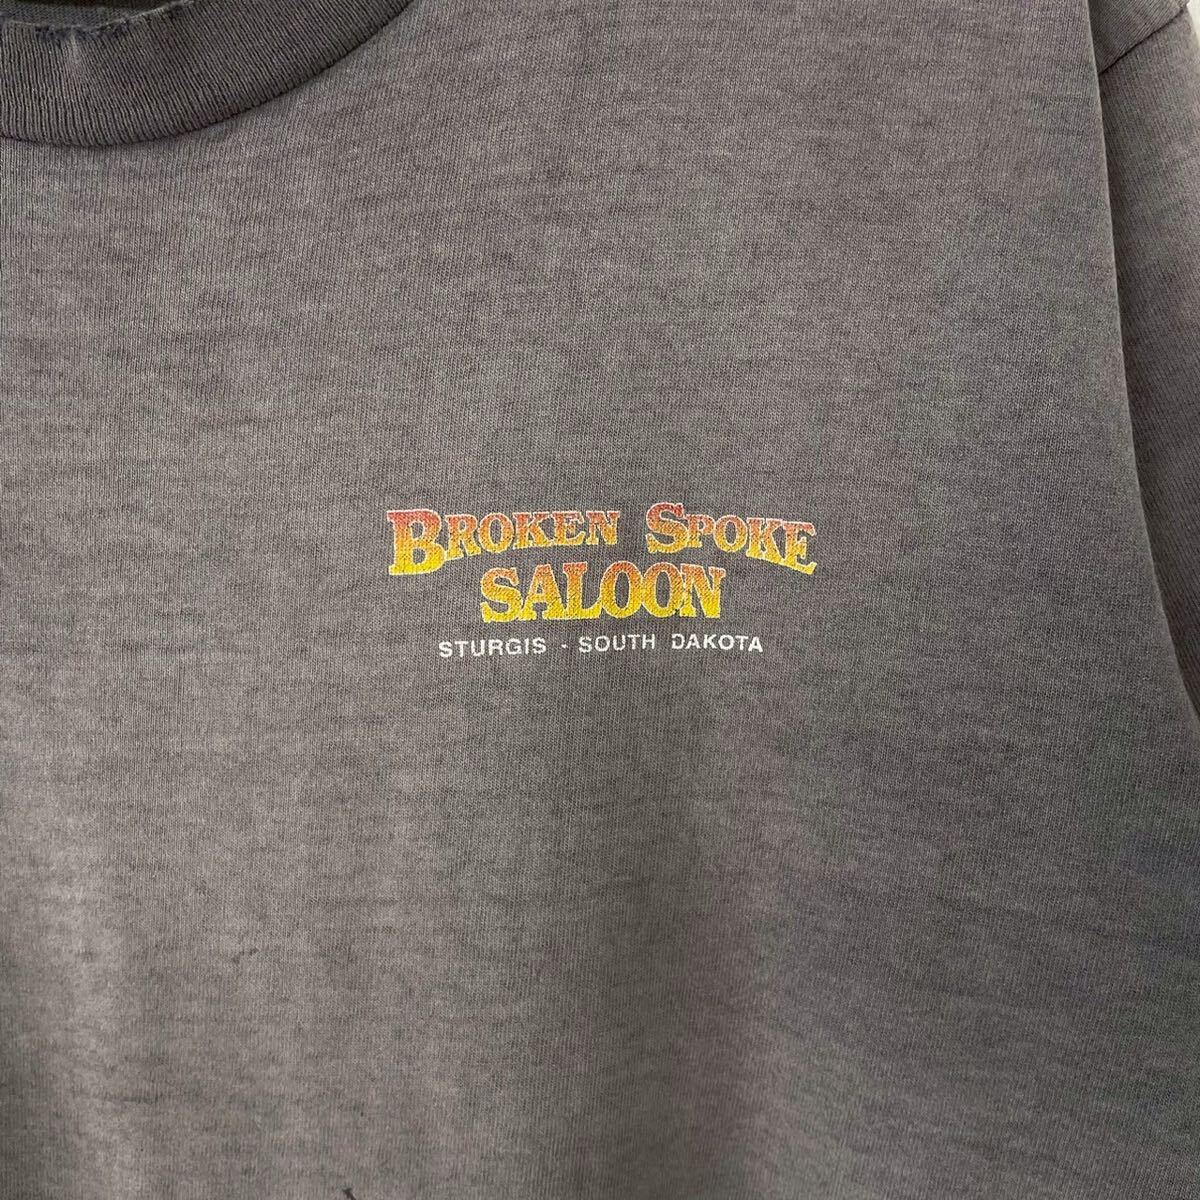 BROKEN SPOKE
SALOON
STURGIS - SOUTH DAKOTA